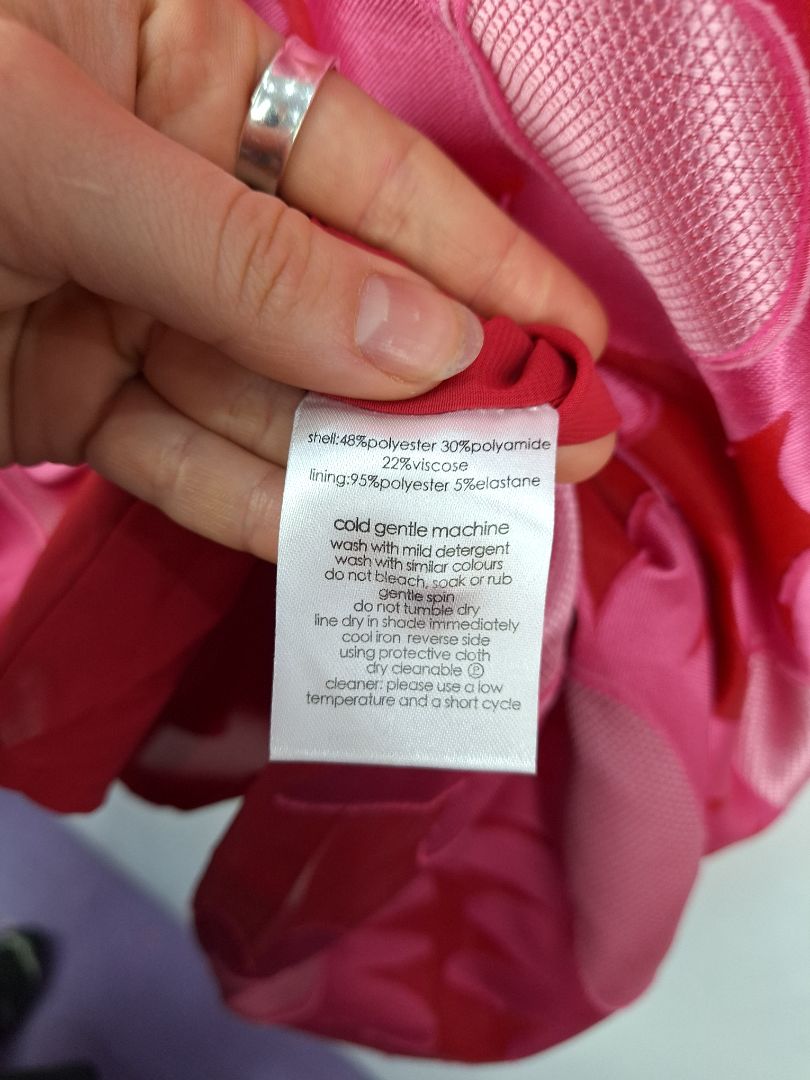 shell:48%polyester 30%polyamide
22%viscose
lining:95%polyester 5%elastane
cold gentle machine
wash with mild detergent
wash with similar colours
do not bleach, soak or rub
gentle spin
do not tumble dry
line dry in shade immediately
cool iron reverse side
using protective cloth
dry cleanable Ⓟ
cleaner: please use a low
temperature and a short cycle